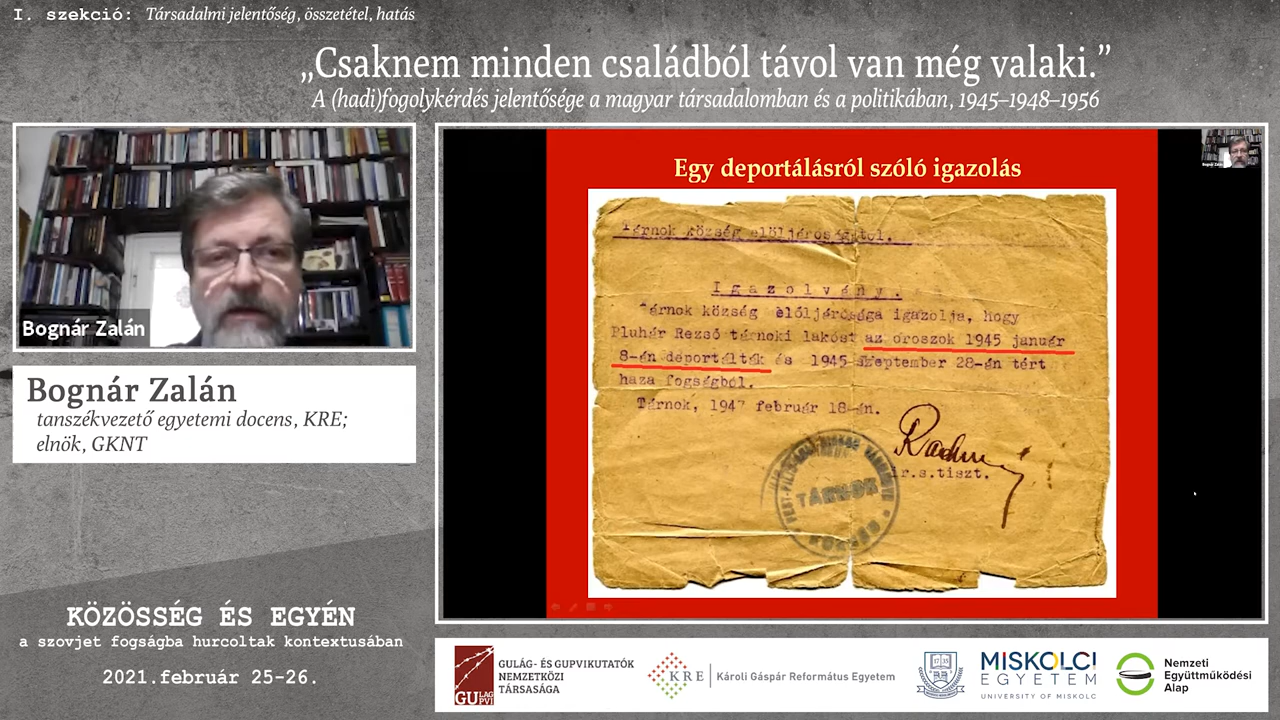 I. szekció: Társadalmi jelentőség, összetétel, hatás
„Csaknem minden családból távol van még valaki.”
A (hadi)fogolykérdés jelentősége a magyar társadalomban és a politikában, 1945–1948–1956
Bognár Zalán
Bognár Zalán
tanszékvezető egyetemi docens, KRE;
elnök, GKNT
Egy deportálásról szóló igazolás
Tárnok község elöljáróságától.
Igazolvány.
Tárnok község elöljárósága igazolja, hogy
Pluhár Rezső tárnoki lakóst az oroszok 1945 január
8-án deportálták és 1945 szeptember 28-án tért
haza fogságból.
Tárnok, 1947 február 18-án.
ir.s.tiszt.
TÁRNOK
KÖZÖSSÉG ÉS EGYÉN
a szovjet fogságba hurcoltak kontextusában
2021.február 25-26.
GULÁG
GUPVI
GULÁG- ÉS GUPVIKUTATÓK
NEMZETKÖZI
TÁRSASÁGA
KRE
Károli Gáspár Református Egyetem
MISKOLCI
EGYETEM
UNIVERSITY OF MISKOLC
Nemzeti
Együttműködési
Alap